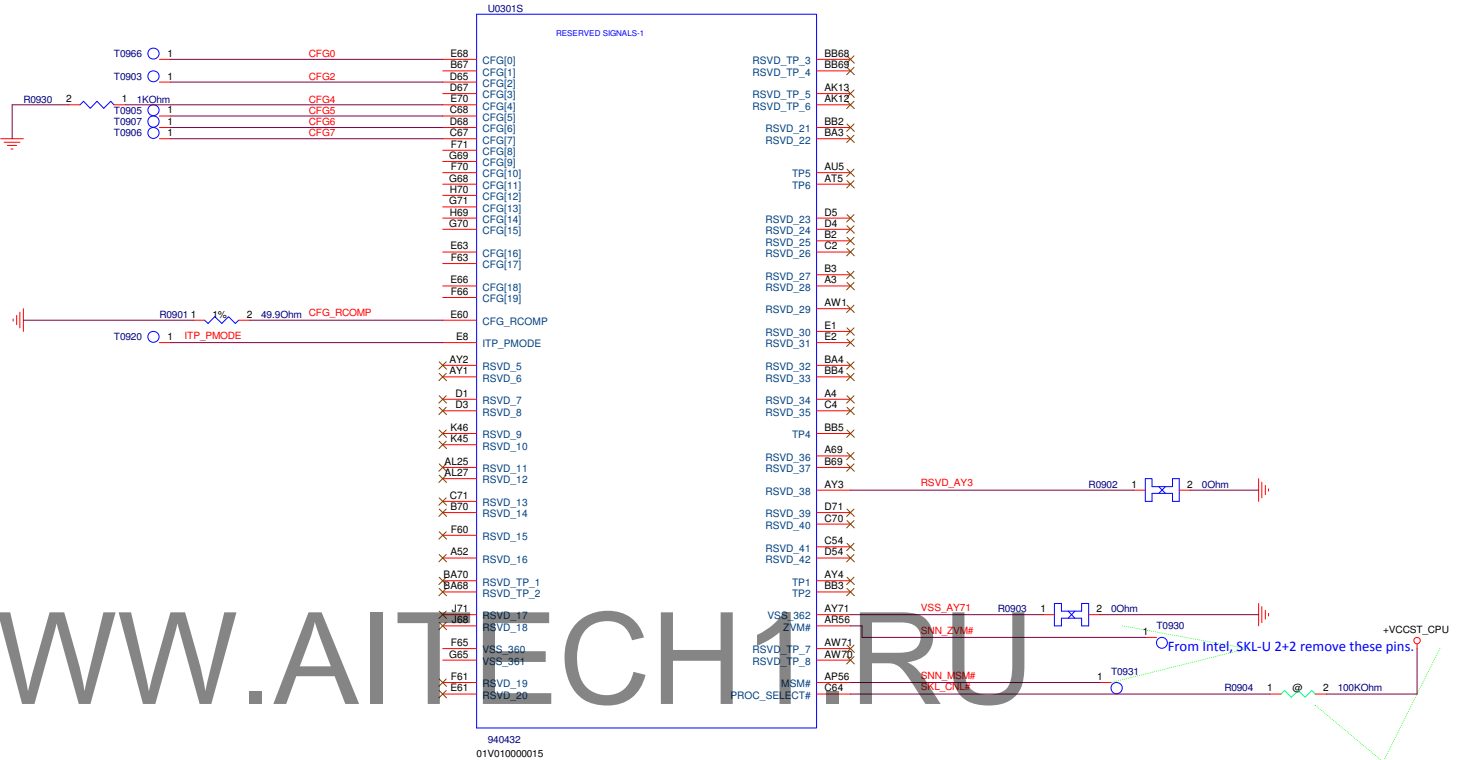 U0301S
RESERVED SIGNALS-1
T0966 1 CFG0 E68 CFG[0]
B67 CFG[1]
T0903 1 CFG2 D65 CFG[2]
D67 CFG[3]
R0930 2 1 1KOhm CFG4 E70 CFG[4]
T0905 1 CFG5 C68 CFG[5]
T0907 1 CFG6 D68 CFG[6]
T0906 1 CFG7 C67 CFG[7]
F71 CFG[8]
G69 CFG[9]
F70 CFG[10]
G68 CFG[11]
H70 CFG[12]
G71 CFG[13]
H69 CFG[14]
G70 CFG[15]
E63 CFG[16]
F63 CFG[17]
E66 CFG[18]
F66 CFG[19]
R0901 1 1% 2 49.9Ohm CFG_RCOMP E60 CFG_RCOMP
T0920 1 ITP_PMODE E8 ITP_PMODE
AY2 RSVD_5
AY1 RSVD_6
D1 RSVD_7
D3 RSVD_8
K46 RSVD_9
K45 RSVD_10
AL25 RSVD_11
AL27 RSVD_12
C71 RSVD_13
B70 RSVD_14
F60 RSVD_15
A52 RSVD_16
BA70 RSVD_TP_1
BA68 RSVD_TP_2
J71 RSVD_17
J68 RSVD_18
F65 VSS_360
G65 VSS_361
F61 RSVD_19
E61 RSVD_20
RSVD_TP_3 BB68
RSVD_TP_4 BB69
RSVD_TP_5 AK13
RSVD_TP_6 AK12
RSVD_21 BB2
RSVD_22 BA3
TP5 AU5
TP6 AT5
RSVD_23 D5
RSVD_24 D4
RSVD_25 B2
RSVD_26 C2
RSVD_27 B3
RSVD_28 A3
RSVD_29 AW1
RSVD_30 E1
RSVD_31 E2
RSVD_32 BA4
RSVD_33 BB4
RSVD_34 A4
RSVD_35 C4
TP4 BB5
RSVD_36 A69
RSVD_37 B69
RSVD_38 AY3 RSVD_AY3 R0902 1 2 0Ohm
RSVD_39 D71
RSVD_40 C70
RSVD_41 C54
RSVD_42 D54
TP1 AY4
TP2 BB3
VSS_362 AY71 VSS_AY71 R0903 1 2 0Ohm
ZVM# AR56 SNN_ZVM# 1 T0930
RSVD_TP_7 AW71
RSVD_TP_8 AW70
From Intel, SKL-U 2+2 remove these pins.
+VCCST_CPU
MSM# AP56 SNN_MSM# 1 T0931
PROC_SELECT# C64 SKL_CNL# R0904 1 @ 2 100KOhm
WW.AITECH1.RU
940432
01V010000015